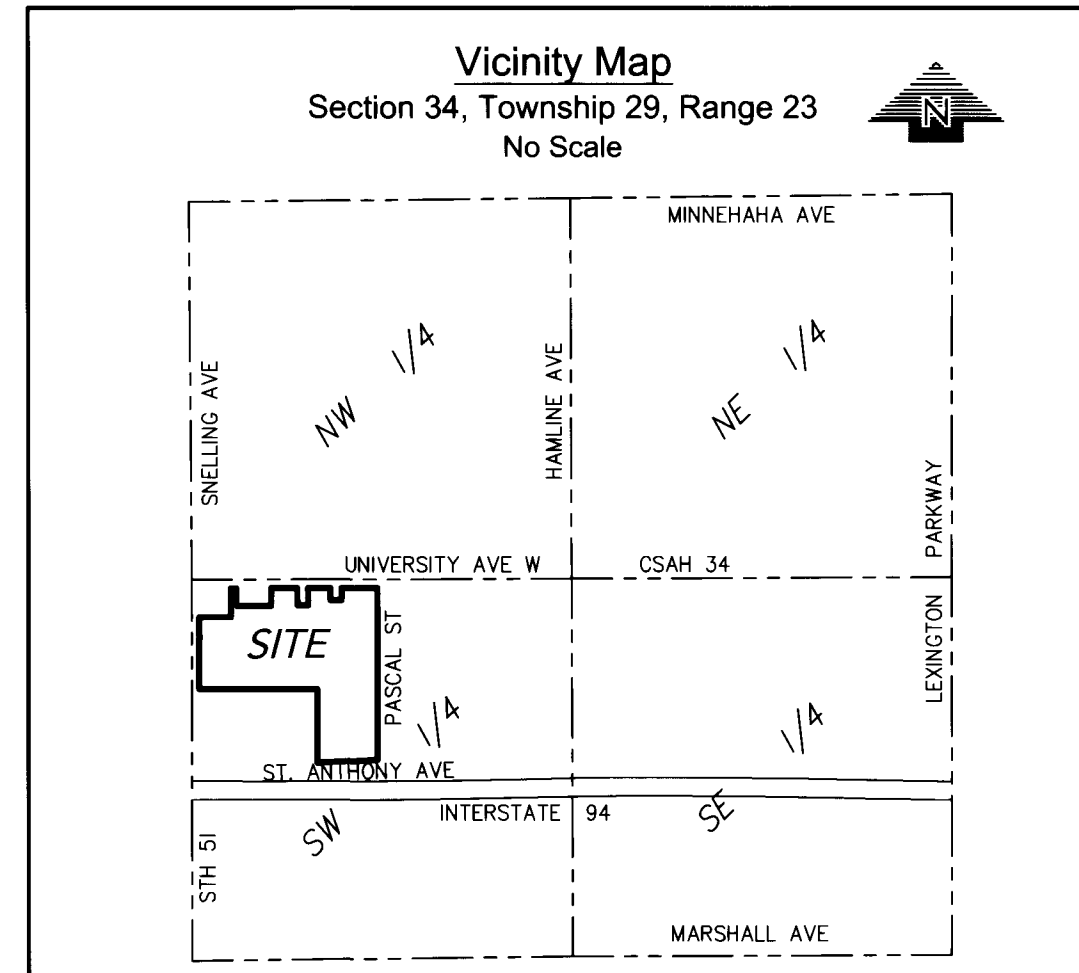 Vicinity Map
Section 34, Township 29, Range 23
No Scale
N
MINNEHAHA AVE
SNELLING AVE
NW 1/4
HAMLINE AVE
NE 1/4
LEXINGTON PARKWAY
UNIVERSITY AVE W
CSAH 34
SITE
PASCAL ST
ST. ANTHONY AVE
STH 51
SW 1/4
INTERSTATE 94
SE 1/4
MARSHALL AVE